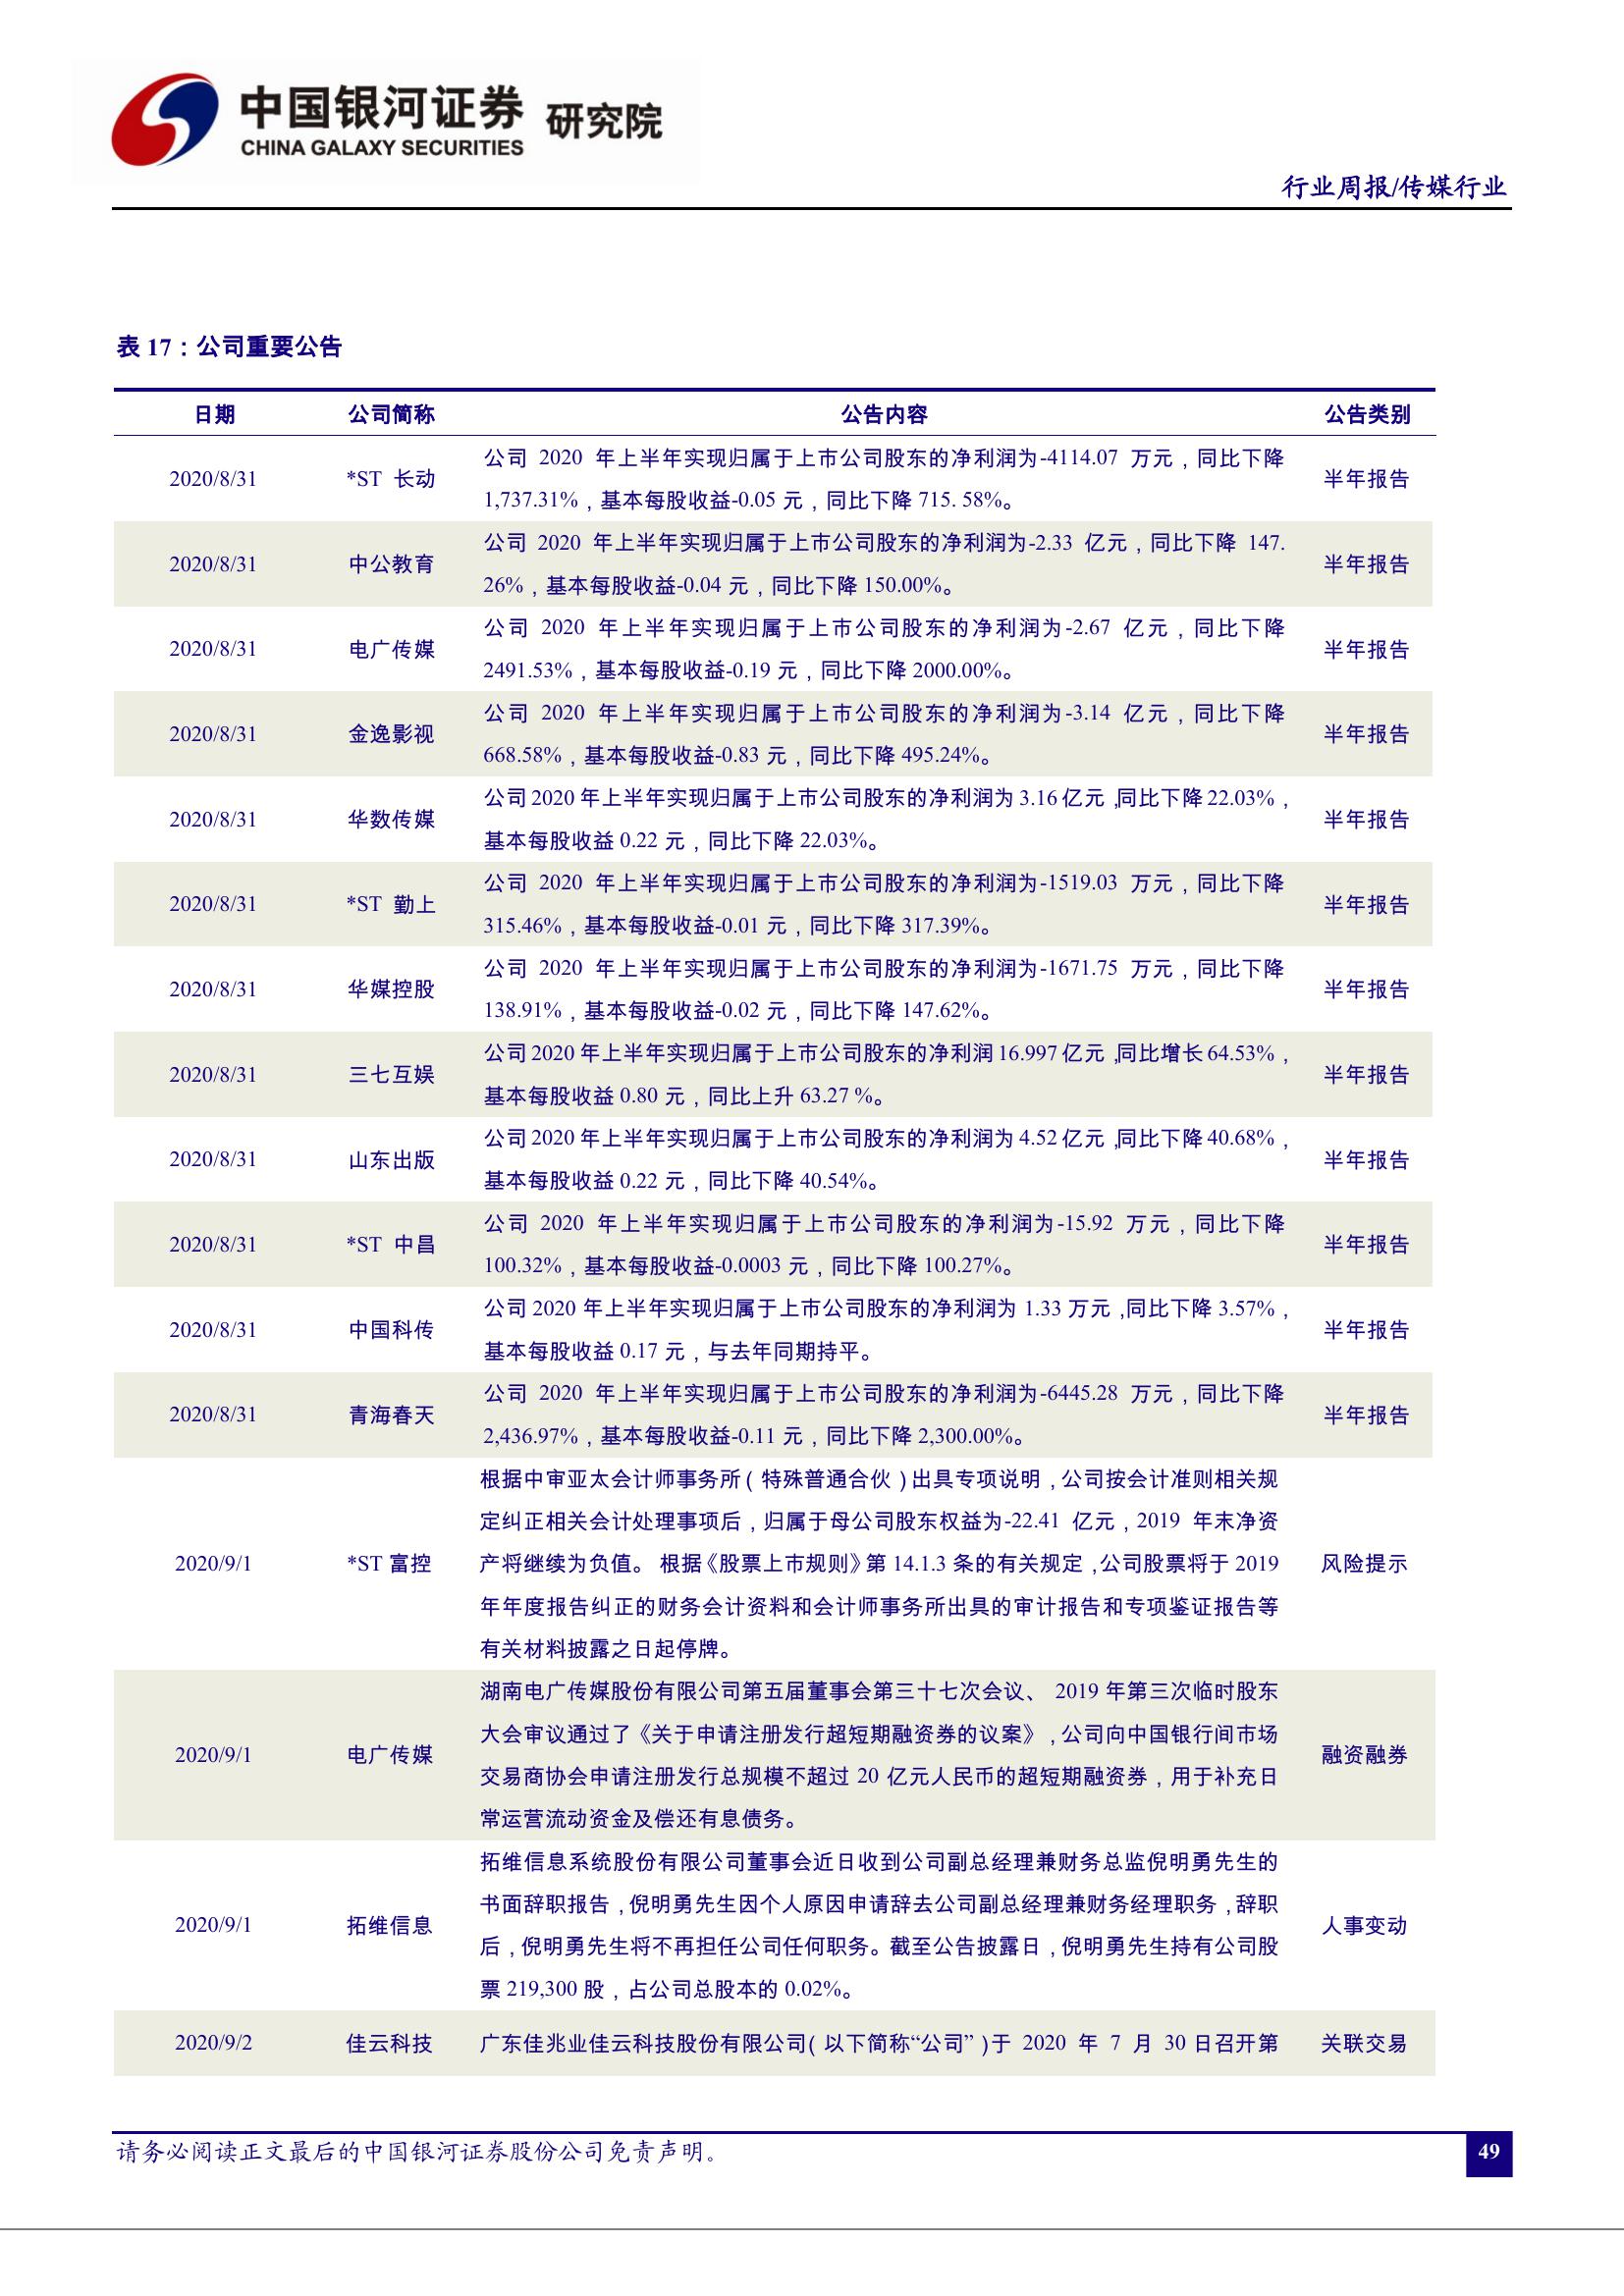 中国银河证券 研究院
CHINA GALAXY SECURITIES
行业周报/传媒行业
表 17：公司重要公告
日期 公司简称 公告内容 公告类别
公司 2020 年上半年实现归属于上市公司股东的净利润为-4114.07 万元，同比下降
2020/8/31 *ST 长动 半年报告
1,737.31%，基本每股收益-0.05 元，同比下降 715. 58%。
公司 2020 年上半年实现归属于上市公司股东的净利润为-2.33 亿元，同比下降 147.
2020/8/31 中公教育 半年报告
26%，基本每股收益-0.04 元，同比下降 150.00%。
公司 2020 年上半年实现归属于上市公司股东的净利润为-2.67 亿元，同比下降
2020/8/31 电广传媒 半年报告
2491.53%，基本每股收益-0.19 元，同比下降 2000.00%。
公司 2020 年上半年实现归属于上市公司股东的净利润为-3.14 亿元，同比下降
2020/8/31 金逸影视 半年报告
668.58%，基本每股收益-0.83 元，同比下降 495.24%。
公司 2020 年上半年实现归属于上市公司股东的净利润为 3.16 亿元，同比下降 22.03%，
2020/8/31 华数传媒 半年报告
基本每股收益 0.22 元，同比下降 22.03%。
公司 2020 年上半年实现归属于上市公司股东的净利润为-1519.03 万元，同比下降
2020/8/31 *ST 勤上 半年报告
315.46%，基本每股收益-0.01 元，同比下降 317.39%。
公司 2020 年上半年实现归属于上市公司股东的净利润为-1671.75 万元，同比下降
2020/8/31 华媒控股 半年报告
138.91%，基本每股收益-0.02 元，同比下降 147.62%。
公司 2020 年上半年实现归属于上市公司股东的净利润 16.997 亿元，同比增长 64.53%，
2020/8/31 三七互娱 半年报告
基本每股收益 0.80 元，同比上升 63.27 %。
公司 2020 年上半年实现归属于上市公司股东的净利润为 4.52 亿元，同比下降 40.68%，
2020/8/31 山东出版 半年报告
基本每股收益 0.22 元，同比下降 40.54%。
公司 2020 年上半年实现归属于上市公司股东的净利润为-15.92 万元，同比下降
2020/8/31 *ST 中昌 半年报告
100.32%，基本每股收益-0.0003 元，同比下降 100.27%。
公司 2020 年上半年实现归属于上市公司股东的净利润为 1.33 万元，同比下降 3.57%，
2020/8/31 中国科传 半年报告
基本每股收益 0.17 元，与去年同期持平。
公司 2020 年上半年实现归属于上市公司股东的净利润为-6445.28 万元，同比下降
2020/8/31 青海春天 半年报告
2,436.97%，基本每股收益-0.11 元，同比下降 2,300.00%。
根据中审亚太会计师事务所（特殊普通合伙）出具专项说明，公司按会计准则相关规
定纠正相关会计处理事项后，归属于母公司股东权益为-22.41 亿元，2019 年末净资
2020/9/1 *ST 富控 产将继续为负值。 根据《股票上市规则》第 14.1.3 条的有关规定，公司股票将于 2019 风险提示
年年度报告纠正的财务会计资料和会计师事务所出具的审计报告和专项鉴证报告等
有关材料披露之日起停牌。
湖南电广传媒股份有限公司第五届董事会第三十七次会议、 2019 年第三次临时股东
大会审议通过了《关于申请注册发行超短期融资券的议案》，公司向中国银行间市场
2020/9/1 电广传媒 融资融券
交易商协会申请注册发行总规模不超过 20 亿元人民币的超短期融资券，用于补充日
常运营流动资金及偿还有息债务。
拓维信息系统股份有限公司董事会近日收到公司副总经理兼财务总监倪明勇先生的
书面辞职报告，倪明勇先生因个人原因申请辞去公司副总经理兼财务经理职务，辞职
2020/9/1 拓维信息 人事变动
后，倪明勇先生将不再担任公司任何职务。截至公告披露日，倪明勇先生持有公司股
票 219,300 股，占公司总股本的 0.02%。
2020/9/2 佳云科技 广东佳兆业佳云科技股份有限公司（以下简称“公司”）于 2020 年 7 月 30 日召开第 关联交易
请务必阅读正文最后的中国银河证券股份公司免责声明。
49